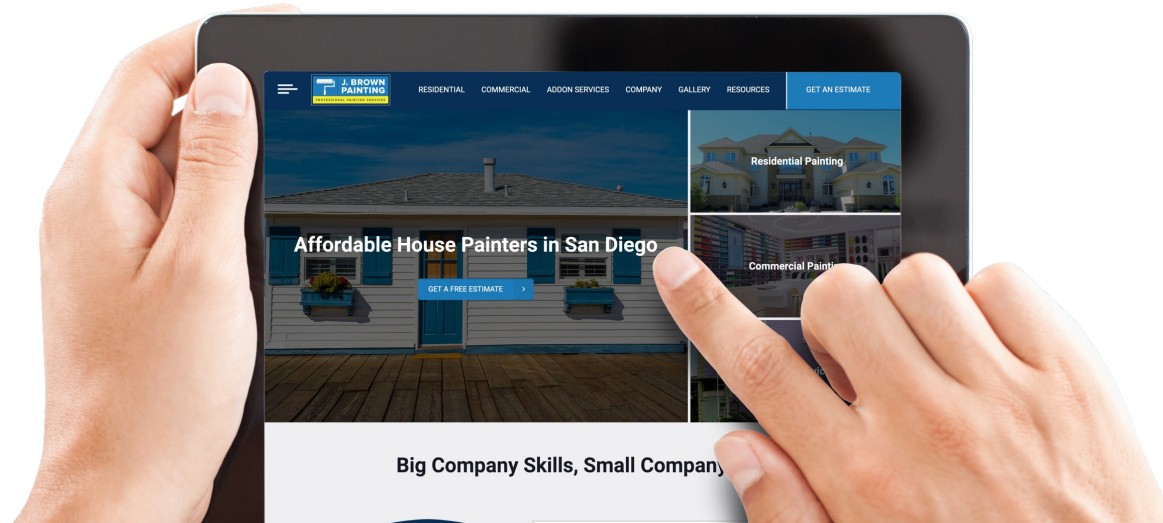 J. BROWN
PAINTING
PROFESSIONAL PAINTING SERVICES
RESIDENTIAL
COMMERCIAL
ADDON SERVICES
COMPANY
GALLERY
RESOURCES
GET AN ESTIMATE
Affordable House Painters in San Diego
GET A FREE ESTIMATE
Residential Painting
Commercial
Big Company Skills, Small